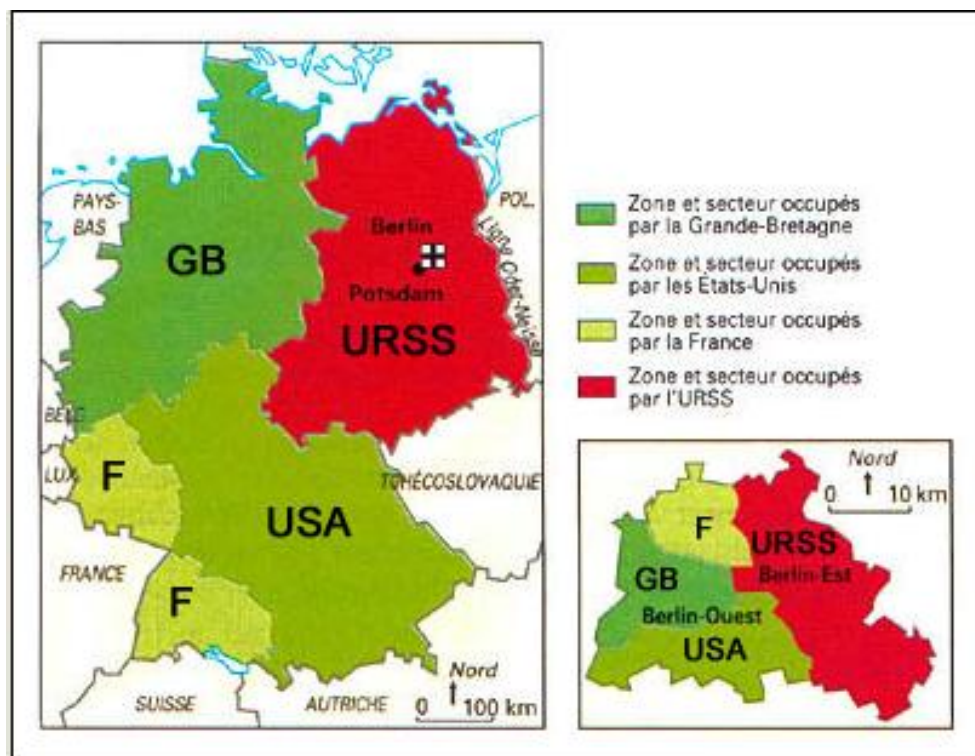 PAYS-
BAS
POL.
GB
Berlin
Ligne Oder-Neisse
Potsdam
URSS
BELG
F
LUX
TCHÉCOSLOVAQUIE
USA
FRANCE
F
Nord
0 100 km
SUISSE
AUTRICHE
Zone et secteur occupés
par la Grande-Bretagne
Zone et secteur occupés
par les États-Unis
Zone et secteur occupés
par la France
Zone et secteur occupés
par l'URSS
Nord
0 10 km
F
URSS
GB
Berlin-Est
Berlin-Ouest
USA